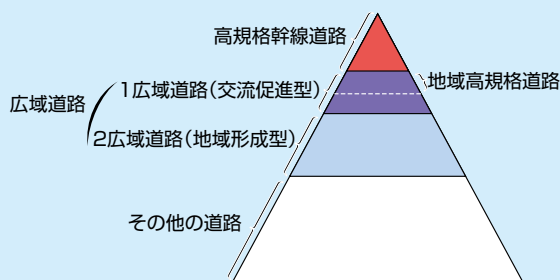 高規格幹線道路
地域高規格道路
広域道路
1広域道路(交流促進型)
2広域道路(地域形成型)
その他の道路